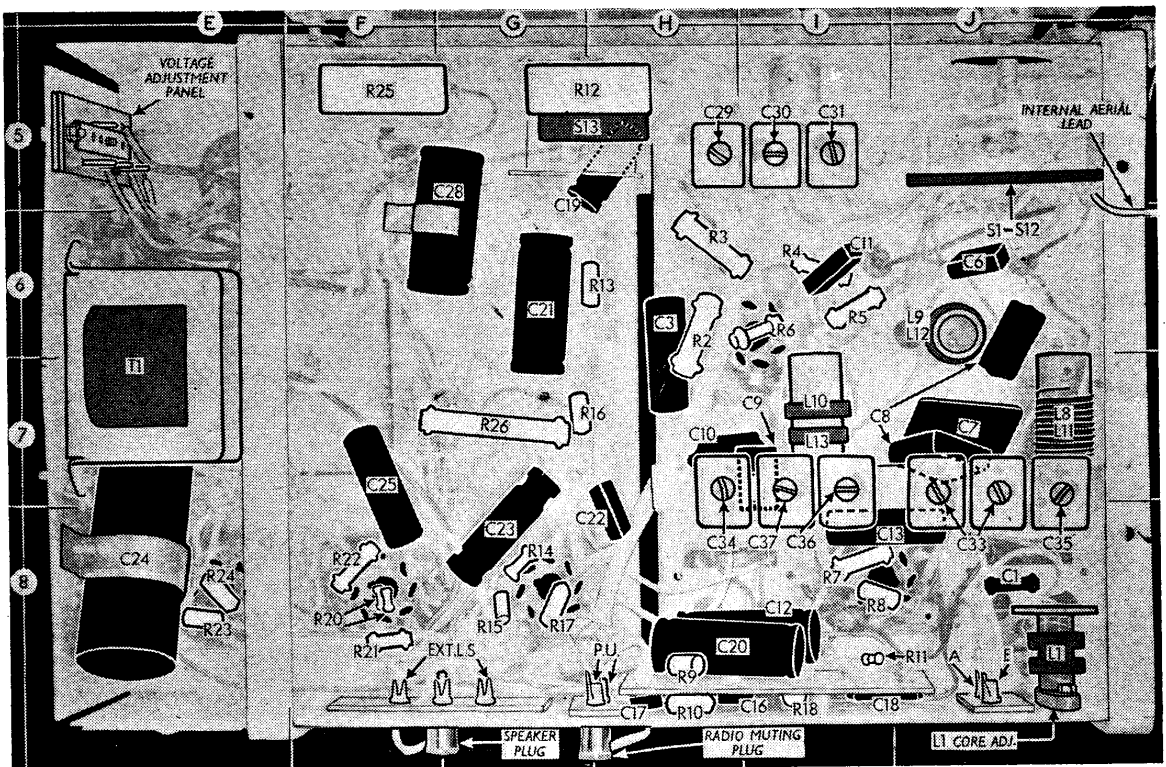 E F G H I J
VOLTAGE
ADJUSTMENT
PANEL
R25
R12
S13
C29 C30 C31
INTERNAL AERIAL
LEAD
5
C28
C19
S1–S12
R3
R4
C11
C6
6
R13
C21
C3
R2
R6
R5
L9
L12
T1
R16
C9
L10
C8
L8
L11
7
R26
C10
L13
C7
C25
C23
C22
C34 C37 C36 C13 C33 C35
8
C24
R22
R14
R7
C1
R24
R20
R15
R17
R8
R23
R21
C12
C20
R9
R11
A
E
L1
EXT.L.S
P.U.
C17
R10
C16
R18
C18
SPEAKER
PLUG
RADIO MUTING
PLUG
L1 CORE ADJ.